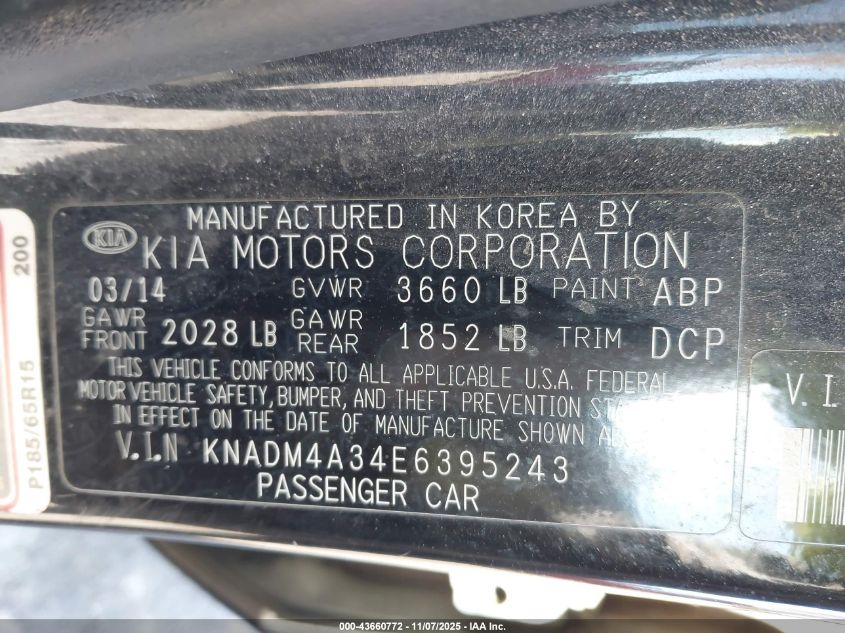 MANUFACTURED IN KOREA BY
KIA KIA MOTORS CORPORATION
03/14 GVWR 3660 LB PAINT ABP
GAWR FRONT 2028 LB GAWR REAR 1852 LB TRIM DCP
THIS VEHICLE CONFORMS TO ALL APPLICABLE U.S.A. FEDERAL
MOTOR VEHICLE SAFETY, BUMPER, AND THEFT PREVENTION
IN EFFECT ON THE DATE OF MANUFACTURE SHOWN
V.I.N KNADM4A34E6395243
PASSENGER CAR
200
P185/65R15
V.I
000-43660772 - 11/07/2025 - IAA Inc.